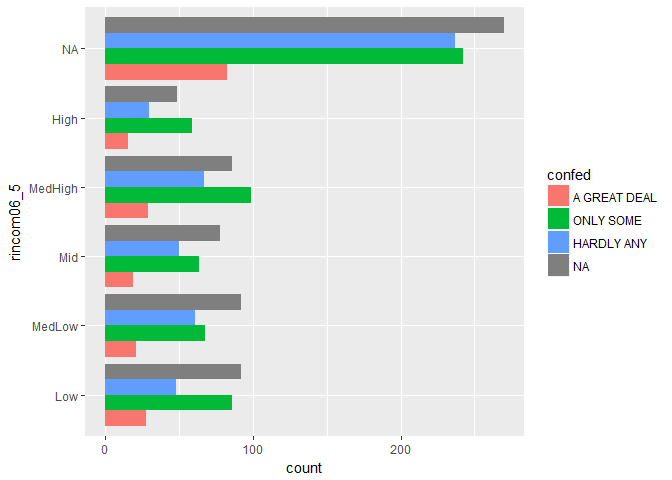 NA
High
MedHigh
Mid
MedLow
Low
rincom06_5
0
100
200
count
confed
A GREAT DEAL
ONLY SOME
HARDLY ANY
NA